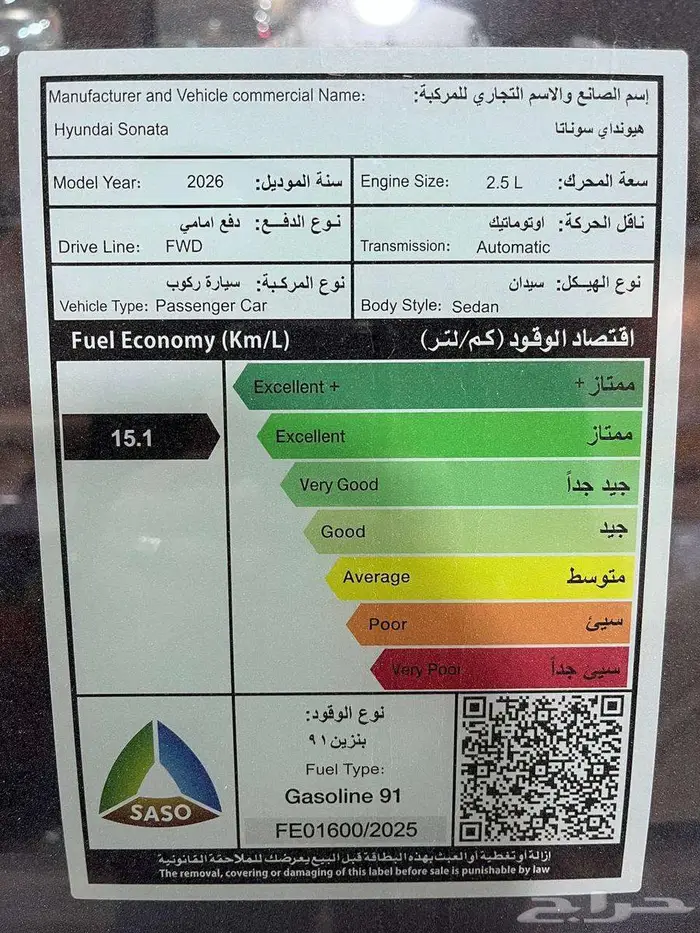 Manufacturer and Vehicle commercial Name: إسم الصانع والاسم التجاري للمركبة:
Hyundai Sonata هيونداي سوناتا
Model Year: 2026 سنة الموديل:
Engine Size: 2.5 L سعة المحرك:
نوع الدفـــع: دفع امامي
Drive Line: FWD
ناقل الحركة: اوتوماتيك
Transmission: Automatic
نوع المركـبة: سيارة ركوب
Vehicle Type: Passenger Car
نوع الهيـكل: سيدان
Body Style: Sedan
Fuel Economy (Km/L) اقتصاد الوقود (كم/لتر)
Excellent + ممتاز +
15.1
Excellent ممتاز
Very Good جيد جداً
Good جيد
Average متوسط
Poor سيئ
Very Poor سيئ جداً
SASO
نوع الوقود:
بنزين ٩١
Fuel Type:
Gasoline 91
FE01600/2025
إزالة أو تغطية أو العبث بهذه البطاقة قبل البيع يعرضك للملاحقة القانونية
The removal, covering or damaging of this label before sale is punishable by law
حراج